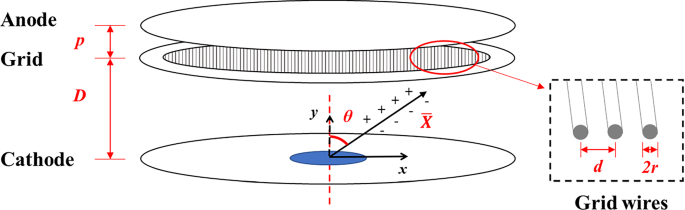 Anode
p
Grid
D
Cathode
y
θ
+ + + + +
- - - - -
X̅
x
d
2r
Grid wires